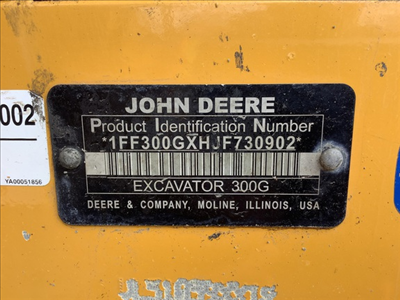 002
YA00051856
JOHN DEERE
Product Identification Number
*1FF300GXHJF730902*
EXCAVATOR 300G
DEERE & COMPANY, MOLINE, ILLINOIS, USA